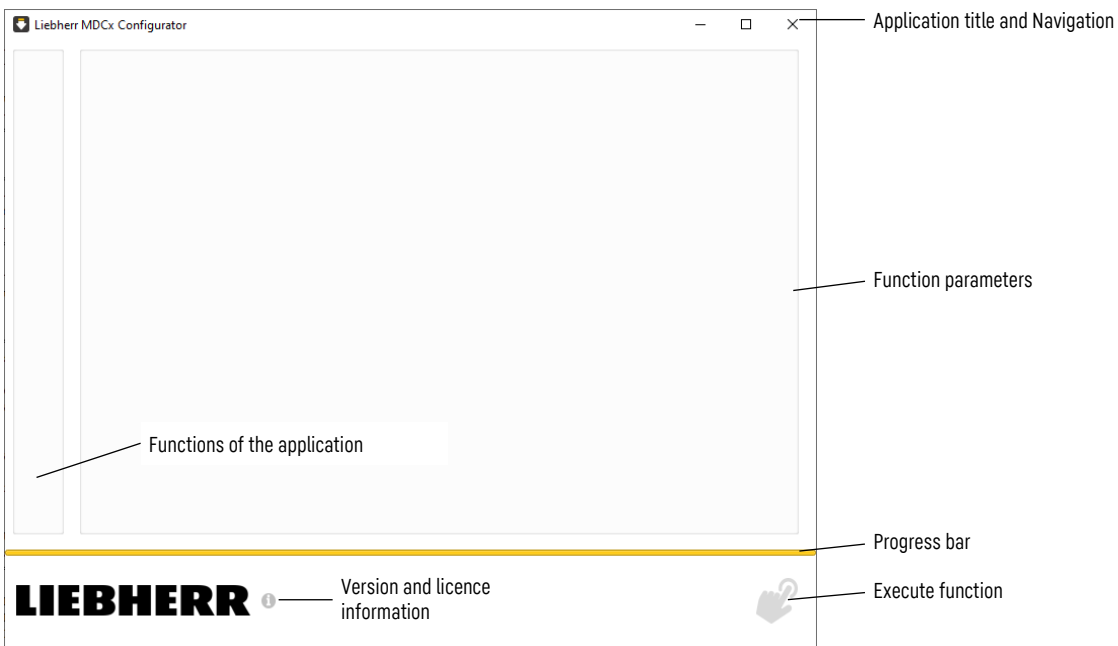 Liebherr MDCx Configurator
Application title and Navigation
Function parameters
Functions of the application
Progress bar
LIEBHERR
Version and licence
information
Execute function